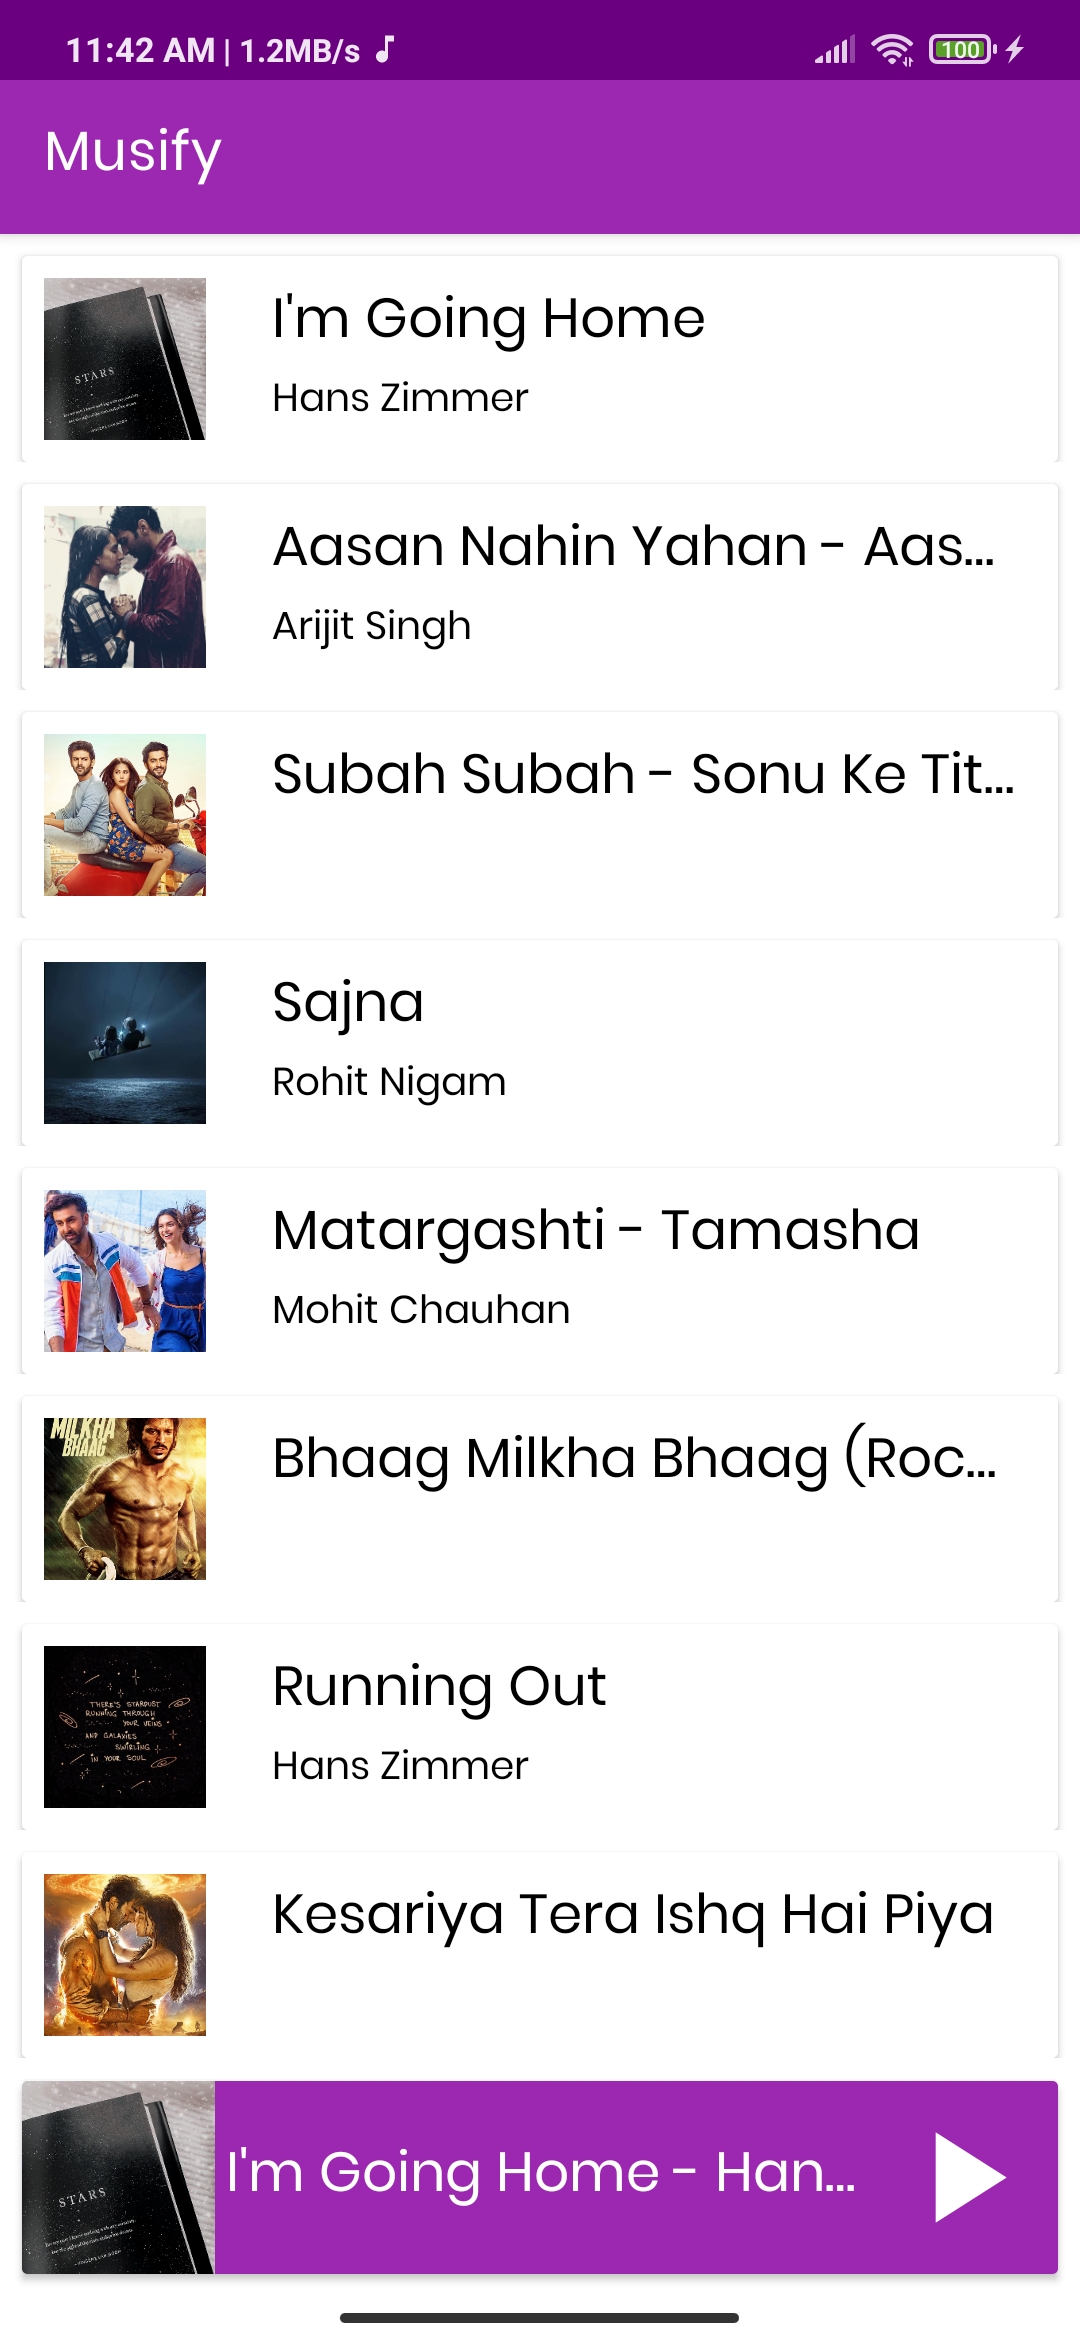 11:42 AM | 1.2MB/s
100
Musify
STARS
I'm Going Home
Hans Zimmer
Aasan Nahin Yahan - Aas...
Arijit Singh
Subah Subah - Sonu Ke Tit...
Sajna
Rohit Nigam
Matargashti - Tamasha
Mohit Chauhan
MILKHA
BHAAG
Bhaag Milkha Bhaag (Roc...
THERE'S STARDUST
RUNNING THROUGH
YOUR VEINS
AND GALAXIES
SWIRLING
IN YOUR SOUL
Running Out
Hans Zimmer
Kesariya Tera Ishq Hai Piya
STARS
I'm Going Home - Han...